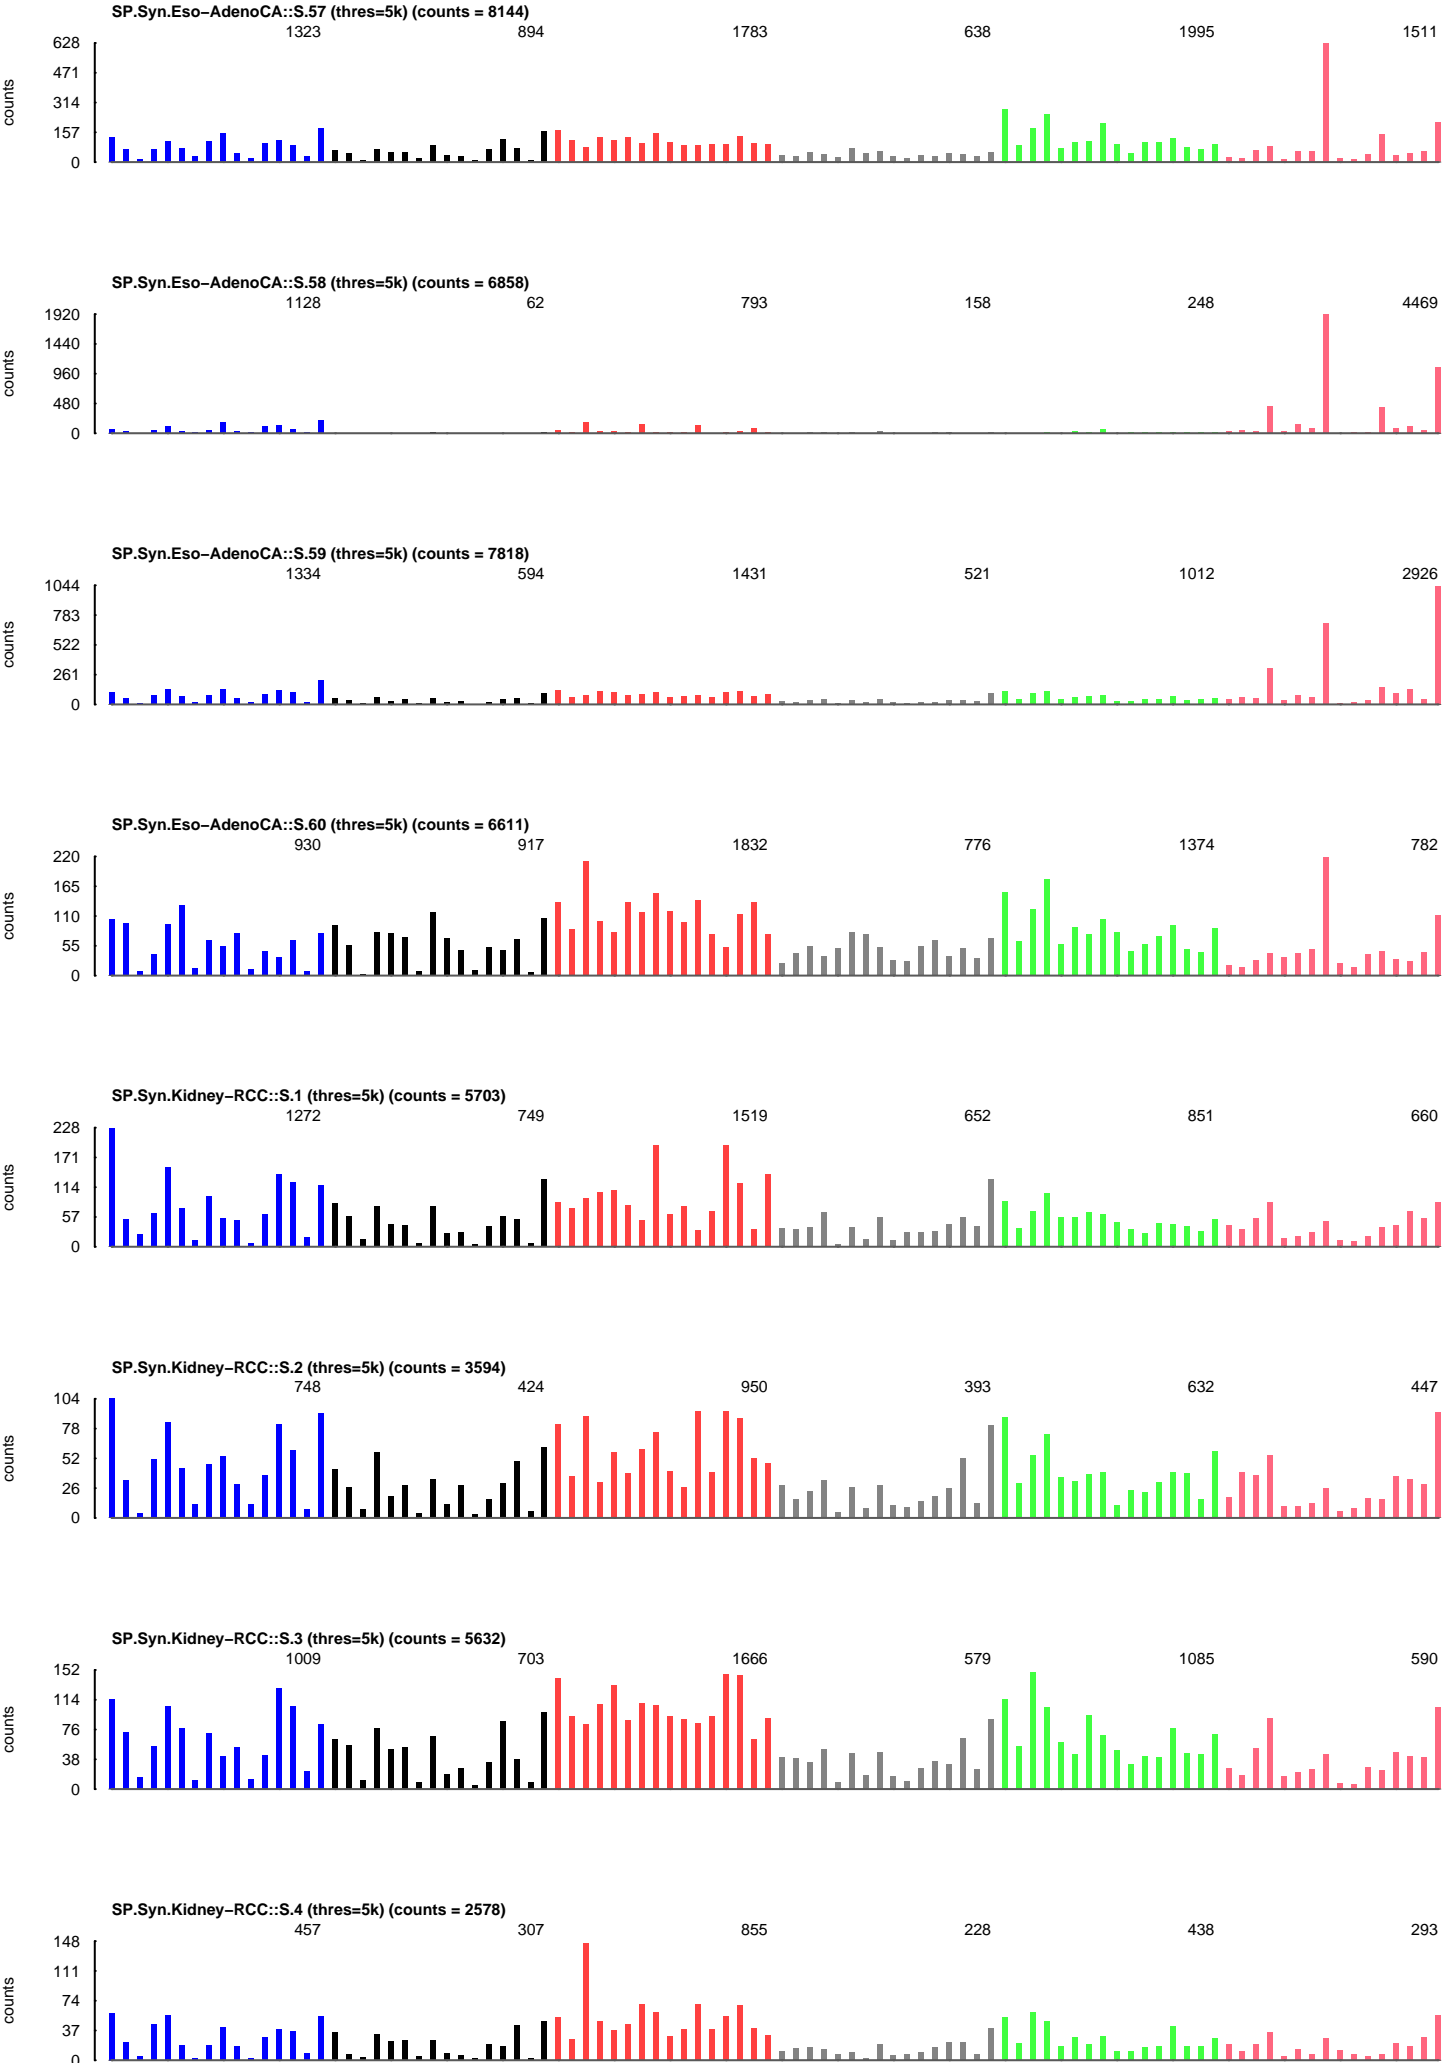 SP.Syn.Eso−AdenoCA::S.57 (thres=5k) (counts = 8144)
1323 894 1783 638 1995 1511
628
471
314
157
0
counts
SP.Syn.Eso−AdenoCA::S.58 (thres=5k) (counts = 6858)
1128 62 793 158 248 4469
1920
1440
960
480
0
counts
SP.Syn.Eso−AdenoCA::S.59 (thres=5k) (counts = 7818)
1334 594 1431 521 1012 2926
1044
783
522
261
0
counts
SP.Syn.Eso−AdenoCA::S.60 (thres=5k) (counts = 6611)
930 917 1832 776 1374 782
220
165
110
55
0
counts
SP.Syn.Kidney−RCC::S.1 (thres=5k) (counts = 5703)
1272 749 1519 652 851 660
228
171
114
57
0
counts
SP.Syn.Kidney−RCC::S.2 (thres=5k) (counts = 3594)
748 424 950 393 632 447
104
78
52
26
0
counts
SP.Syn.Kidney−RCC::S.3 (thres=5k) (counts = 5632)
1009 703 1666 579 1085 590
152
114
76
38
0
counts
SP.Syn.Kidney−RCC::S.4 (thres=5k) (counts = 2578)
457 307 855 228 438 293
148
111
74
37
0
counts